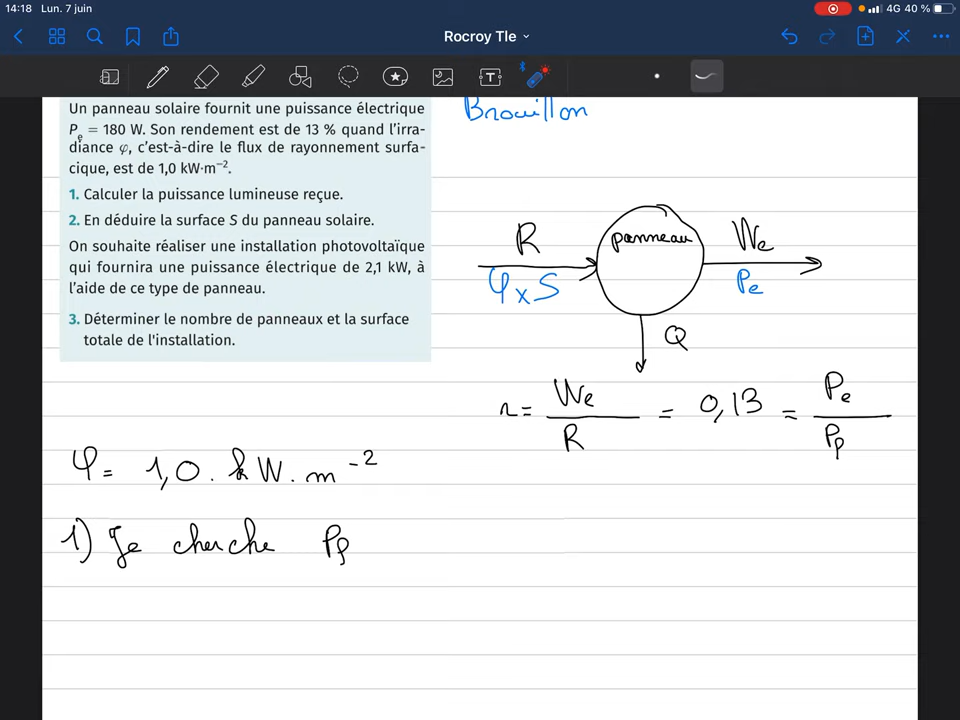 14:18 Lun. 7 juin
4G 40 %
Rocroy Tle
Brouillon
Un panneau solaire fournit une puissance électrique
Pe = 180 W. Son rendement est de 13 % quand l’irra-
diance φ, c’est-à-dire le flux de rayonnement surfa-
cique, est de 1,0 kW·m⁻².
1. Calculer la puissance lumineuse reçue.
2. En déduire la surface S du panneau solaire.
On souhaite réaliser une installation photovoltaïque
qui fournira une puissance électrique de 2,1 kW, à
l’aide de ce type de panneau.
3. Déterminer le nombre de panneaux et la surface
totale de l'installation.
R
φ x S
panneau
We
Pe
Q
r = We / R = 0,13 = Pe / Pp
φ = 1,0. kW. m⁻²
1) Je cherche Pp